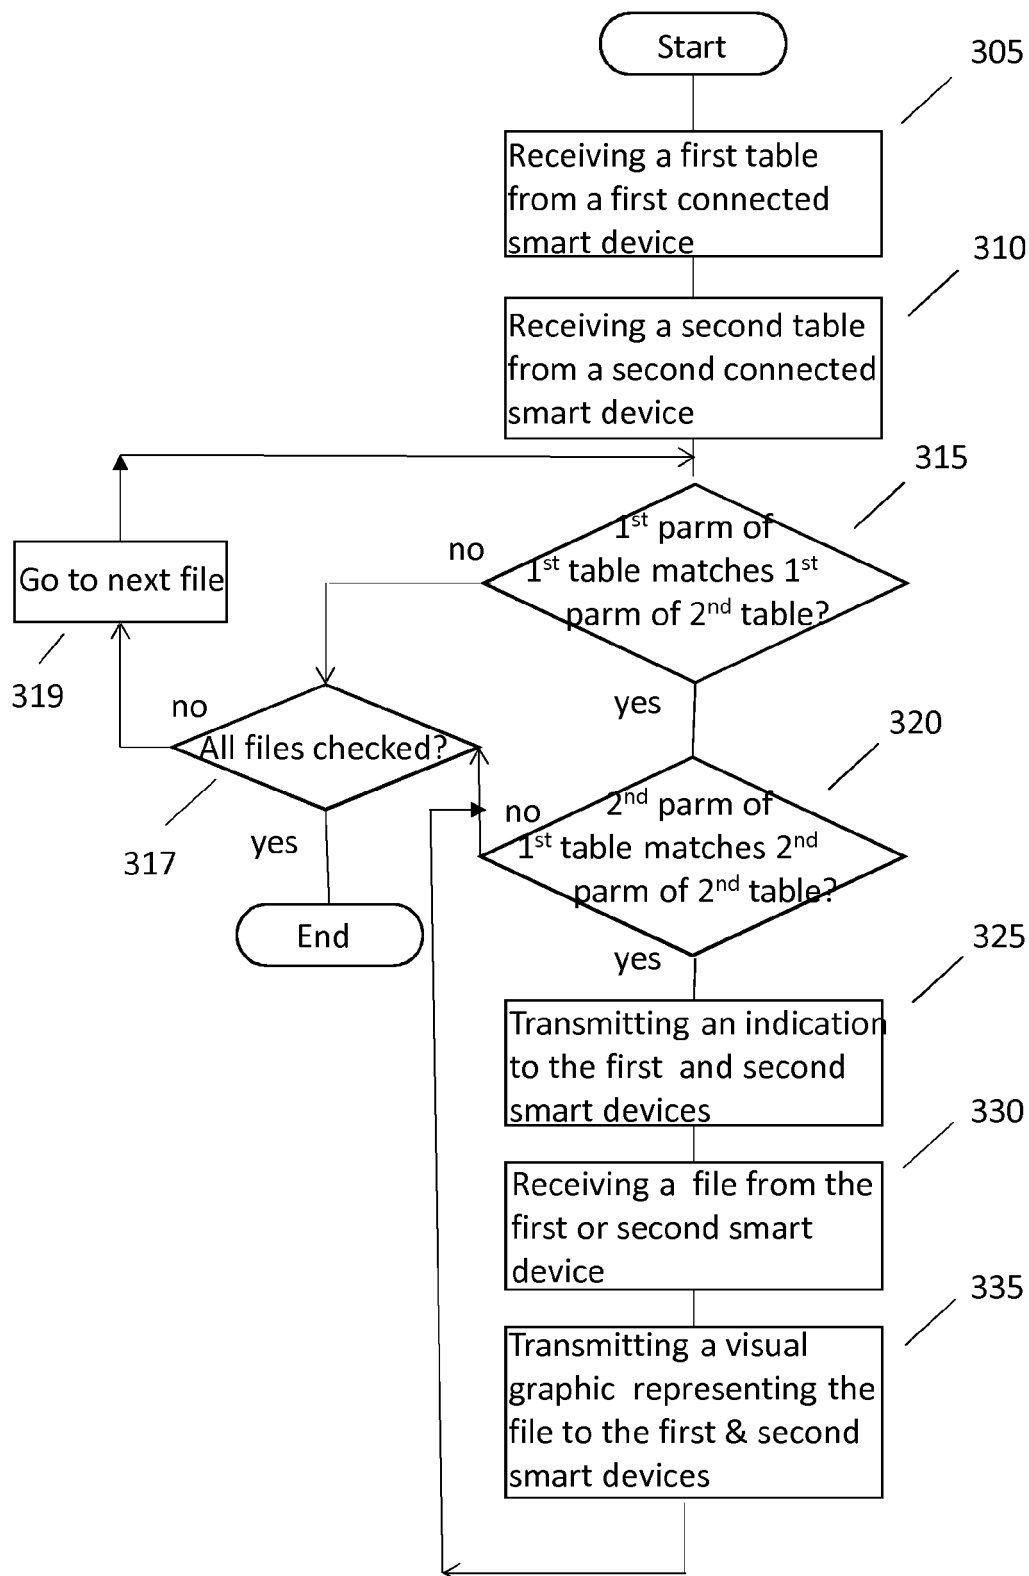 Start
305
Receiving a first table
from a first connected
smart device
310
Receiving a second table
from a second connected
smart device
315
1st parm of
1st table matches 1st
parm of 2nd table?
no
Go to next file
319
yes
no
All files checked?
317
yes
End
320
2nd parm of
1st table matches 2nd
parm of 2nd table?
no
yes
325
Transmitting an indication
to the first and second
smart devices
330
Receiving a file from the
first or second smart
device
335
Transmitting a visual
graphic representing the
file to the first & second
smart devices